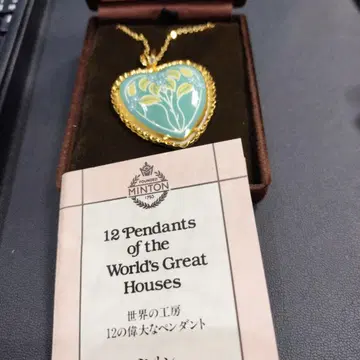 FOUNDED
MINTON
1793
12 Pendants
of the
World's Great
Houses
世界の工房
12の偉大なペンダント